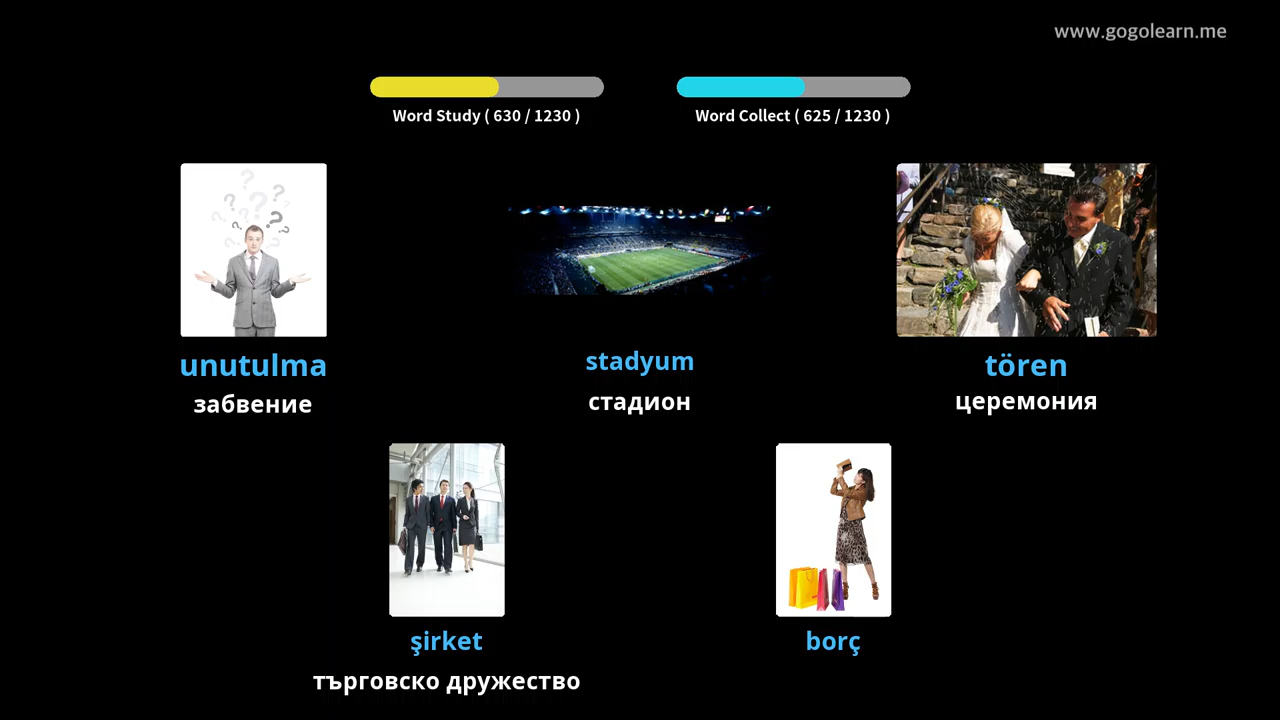 www.gogolearn.me
Word Study ( 630 / 1230 )
Word Collect ( 625 / 1230 )
unutulma
забвение
stadyum
стадион
tören
церемония
şirket
търговско дружество
borç